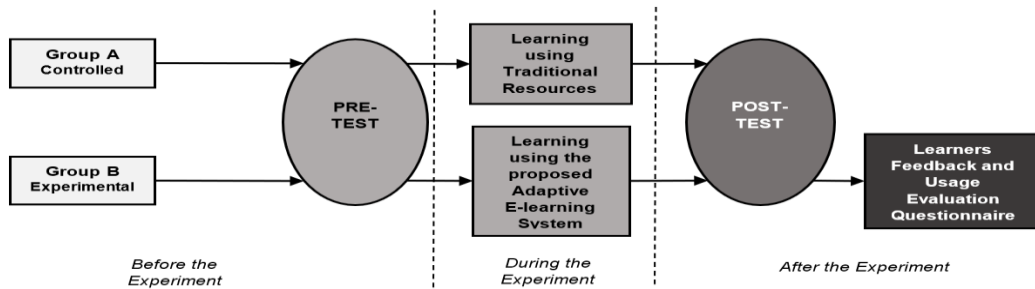 Group A
Controlled
Group B
Experimental
PRE-
TEST
Learning
using
Traditional
Resources
Learning
using the
proposed
Adaptive
E-learning
System
POST-
TEST
Learners
Feedback and
Usage
Evaluation
Questionnaire
Before the
Experiment
During the
Experiment
After the Experiment